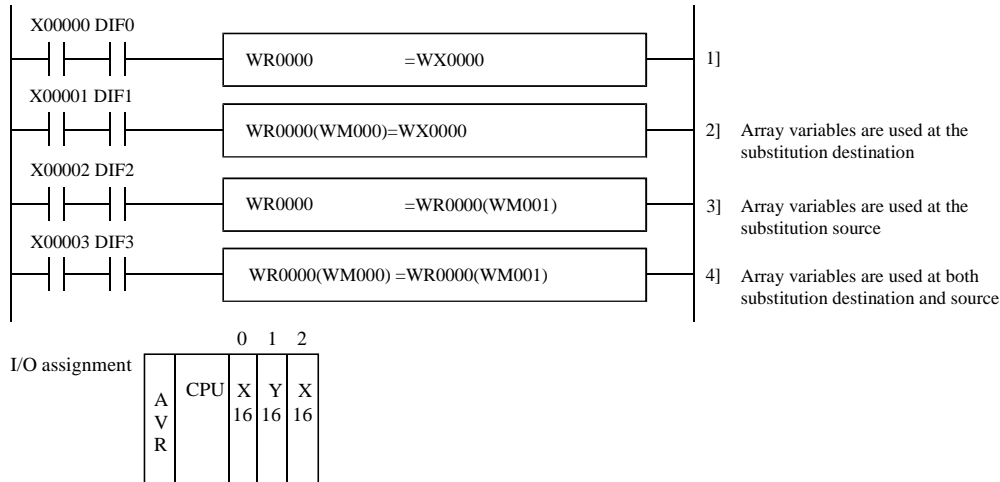 X00000 DIF0
WR0000 =WX0000
1]
X00001 DIF1
WR0000(WM000)=WX0000
2] Array variables are used at the
substitution destination
X00002 DIF2
WR0000 =WR0000(WM001)
3] Array variables are used at the
substitution source
X00003 DIF3
WR0000(WM000) =WR0000(WM001)
4] Array variables are used at both
substitution destination and source
0 1 2
I/O assignment
AVR
CPU
X 16
Y 16
X 16